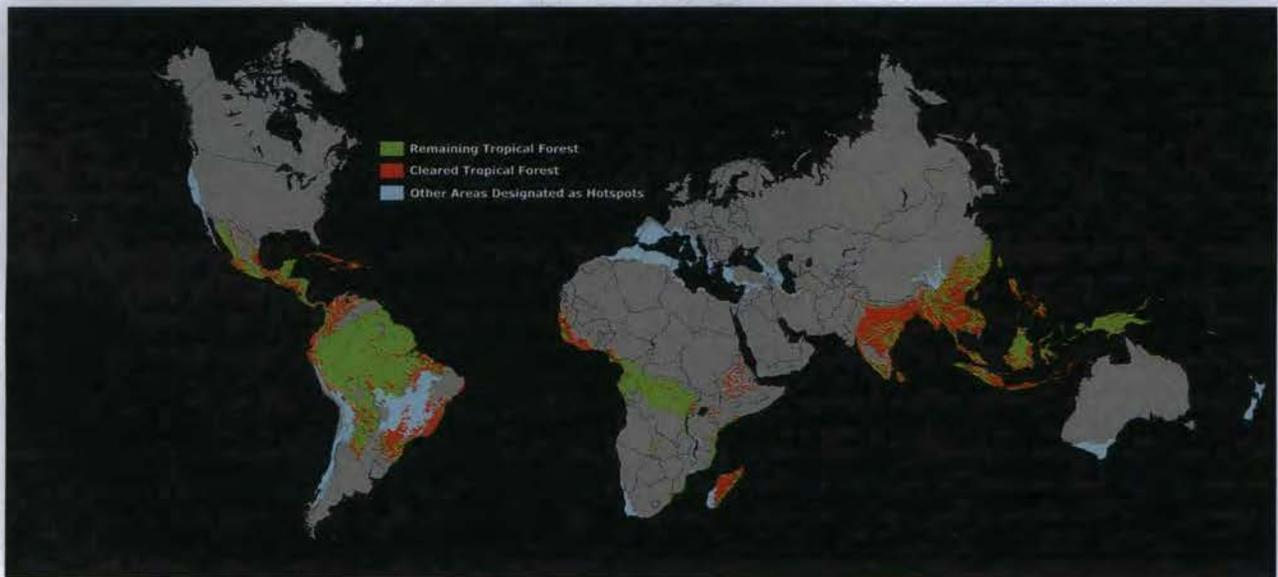 Remaining Tropical Forest
Cleared Tropical Forest
Other Areas Designated as Hotspots